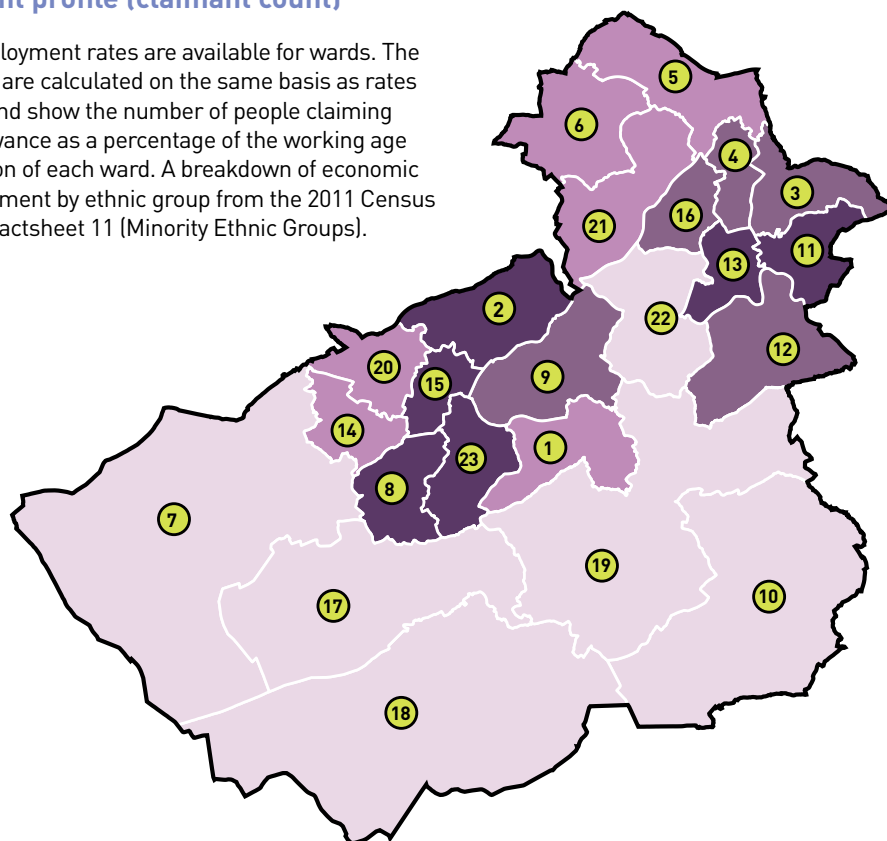 nt profile (claimant count)
loyment rates are available for wards. The
are calculated on the same basis as rates
nd show the number of people claiming
vance as a percentage of the working age
on of each ward. A breakdown of economic
ment by ethnic group from the 2011 Census
actsheet 11 (Minority Ethnic Groups).
5
6
4
3
16
21
11
13
2
22
12
20
9
15
14
1
23
8
7
19
10
17
18